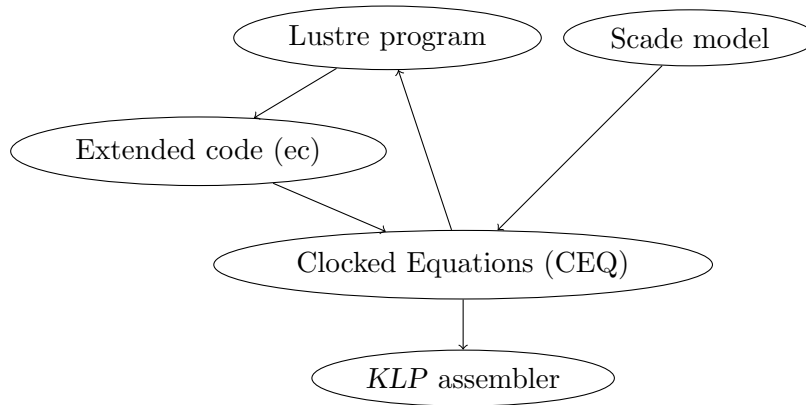 Lustre program
Scade model
Extended code (ec)
Clocked Equations (CEQ)
KLP assembler